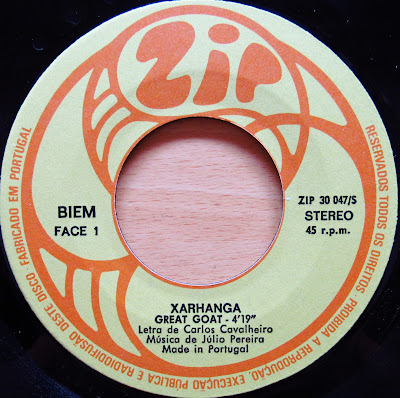 Zip
BIEM
FACE 1
ZIP 30 047/S
STEREO
45 r.p.m.
XARHANGA
GREAT GOAT - 4'19"
Letra de Carlos Cavalheiro
Música de Júlio Pereira
Made in Portugal
RESERVADOS TODOS OS DIREITOS. PROIBIDA A REPRODUÇÃO, EXECUÇÃO PÚBLICA E RADIODIFUSÃO DESTE DISCO. FABRICADO EM PORTUGAL